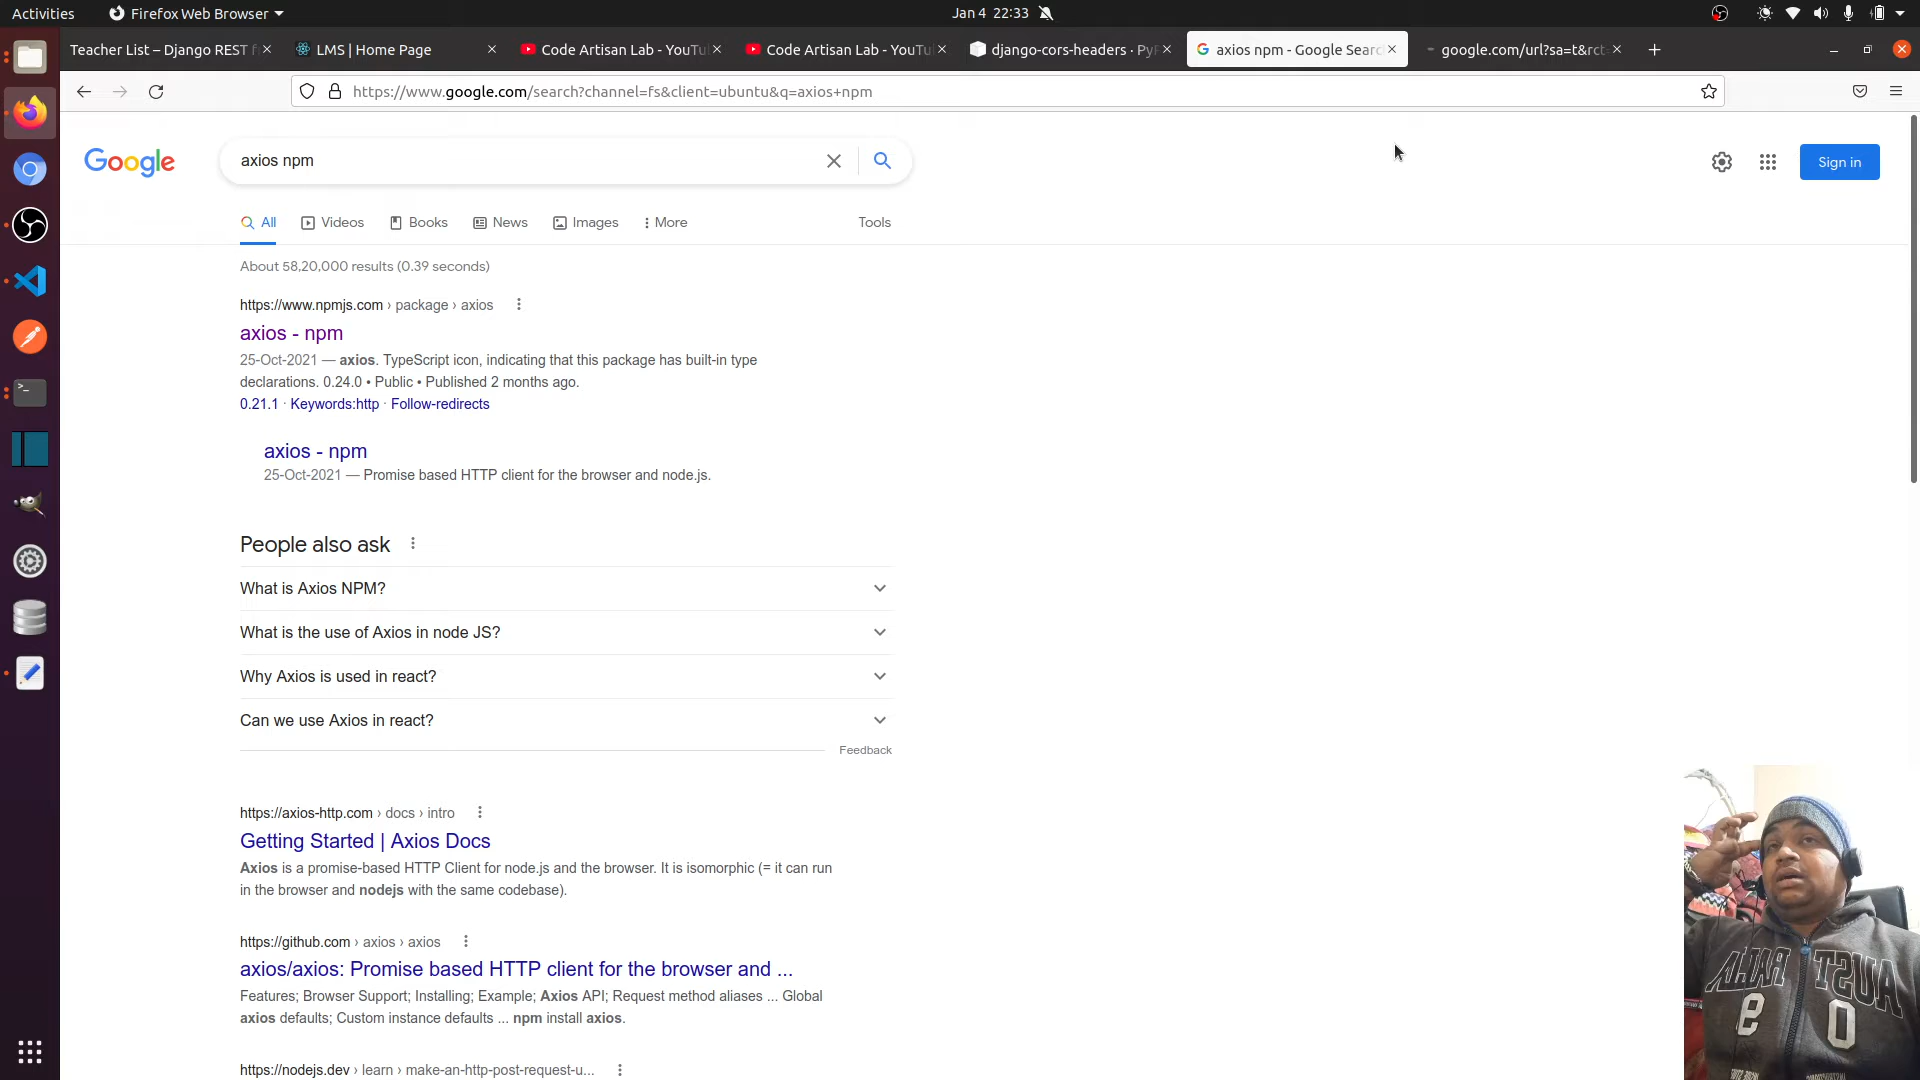 Activities
Firefox Web Browser
Jan 4 22:33
Teacher List – Django REST f
LMS | Home Page
Code Artisan Lab - YouTu
Code Artisan Lab - YouTu
django-cors-headers · PyP
axios npm - Google Searc
google.com/url?sa=t&rct
https://www.google.com/search?channel=fs&client=ubuntu&q=axios+npm
Google
axios npm
Sign in
All
Videos
Books
News
Images
More
Tools
About 58,20,000 results (0.39 seconds)
https://www.npmjs.com › package › axios
axios - npm
25-Oct-2021 — axios. TypeScript icon, indicating that this package has built-in type
declarations. 0.24.0 • Public • Published 2 months ago.
0.21.1 · Keywords:http · Follow-redirects
axios - npm
25-Oct-2021 — Promise based HTTP client for the browser and node.js.
People also ask
What is Axios NPM?
What is the use of Axios in node JS?
Why Axios is used in react?
Can we use Axios in react?
Feedback
https://axios-http.com › docs › intro
Getting Started | Axios Docs
Axios is a promise-based HTTP Client for node.js and the browser. It is isomorphic (= it can run
in the browser and nodejs with the same codebase).
https://github.com › axios › axios
axios/axios: Promise based HTTP client for the browser and ...
Features; Browser Support; Installing; Example; Axios API; Request method aliases ... Global
axios defaults; Custom instance defaults ... npm install axios.
https://nodejs.dev › learn › make-an-http-post-request-u...